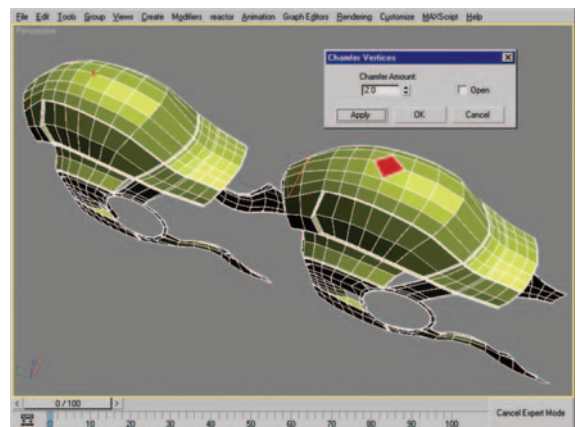 File Edit Tools Group Views Create Modifiers reactor Animation Graph Editors Rendering Customize MAXScript Help
Perspective
Chamfer Vertices
Chamfer Amount:
2.0
Open
Apply OK Cancel
< 0 / 100 >
0 10 20 30 40 50 60 70 80 90 100
Cancel Expert Mode